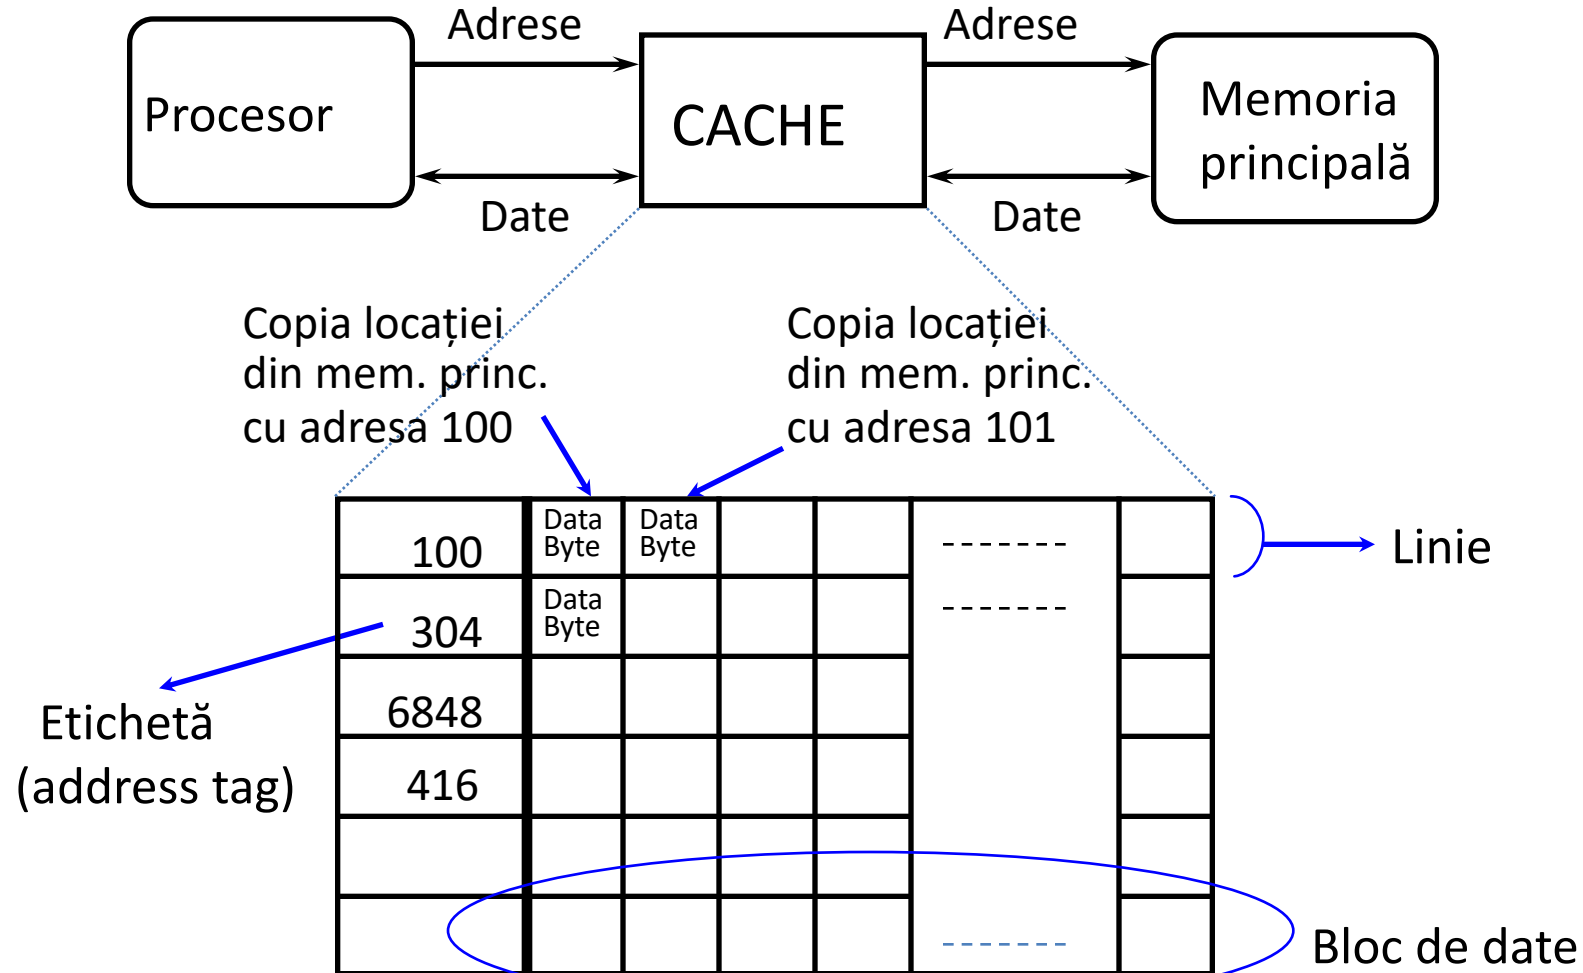 Adrese
Adrese
Procesor
CACHE
Memoria
principală
Date
Date
Copia locației
din mem. princ.
cu adresa 100
Copia locației
din mem. princ.
cu adresa 101
100
Data
Byte
Data
Byte
Linie
304
Data
Byte
6848
Etichetă
(address tag)
416
Bloc de date